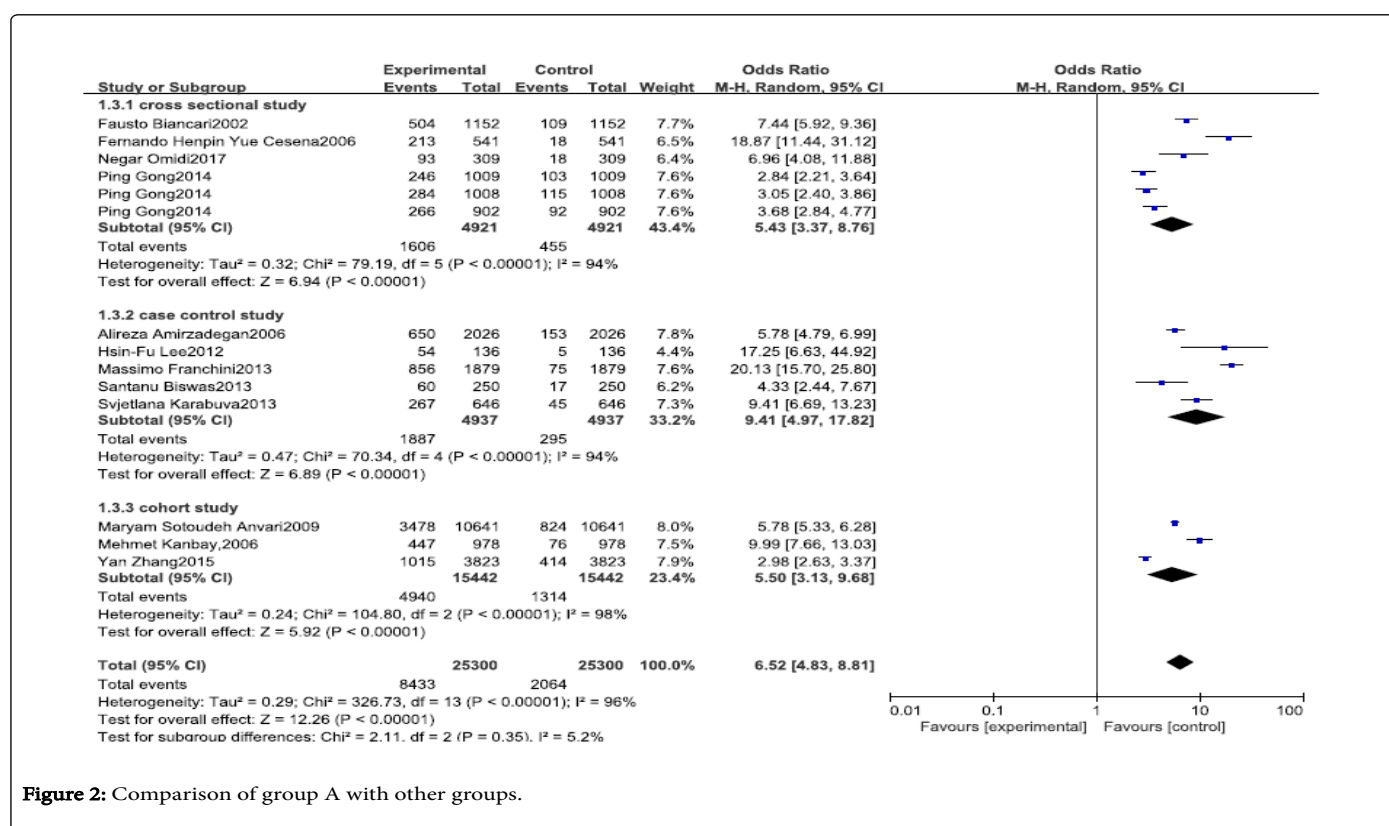 Experimental Control Odds Ratio Odds Ratio
Study or Subgroup Events Total Events Total Weight M-H, Random, 95% CI M-H, Random, 95% CI
1.3.1 cross sectional study
Fausto Biancari2002 504 1152 109 1152 7.7% 7.44 [5.92, 9.36]
Fernando Henpin Yue Cesena2006 213 541 18 541 6.5% 18.87 [11.44, 31.12]
Negar Omidi2017 93 309 18 309 6.4% 6.96 [4.08, 11.88]
Ping Gong2014 246 1009 103 1009 7.6% 2.84 [2.21, 3.64]
Ping Gong2014 284 1008 115 1008 7.6% 3.05 [2.40, 3.86]
Ping Gong2014 266 902 92 902 7.6% 3.68 [2.84, 4.77]
Subtotal (95% CI) 4921 4921 43.4% 5.43 [3.37, 8.76]
Total events 1606 455
Heterogeneity: Tau² = 0.32; Chi² = 79.19, df = 5 (P < 0.00001); I² = 94%
Test for overall effect: Z = 6.94 (P < 0.00001)
1.3.2 case control study
Alireza Amirzadegan2006 650 2026 153 2026 7.8% 5.78 [4.79, 6.99]
Hsin-Fu Lee2012 54 136 5 136 4.4% 17.25 [6.63, 44.92]
Massimo Franchini2013 856 1879 75 1879 7.6% 20.13 [15.70, 25.80]
Santanu Biswas2013 60 250 17 250 6.2% 4.33 [2.44, 7.67]
Svjetlana Karabuva2013 267 646 45 646 7.3% 9.41 [6.69, 13.23]
Subtotal (95% CI) 4937 4937 33.2% 9.41 [4.97, 17.82]
Total events 1887 295
Heterogeneity: Tau² = 0.47; Chi² = 70.34, df = 4 (P < 0.00001); I² = 94%
Test for overall effect: Z = 6.89 (P < 0.00001)
1.3.3 cohort study
Maryam Sotoudeh Anvari2009 3478 10641 824 10641 8.0% 5.78 [5.33, 6.28]
Mehmet Kanbay,2006 447 978 76 978 7.5% 9.99 [7.66, 13.03]
Yan Zhang2015 1015 3823 414 3823 7.9% 2.98 [2.63, 3.37]
Subtotal (95% CI) 15442 15442 23.4% 5.50 [3.13, 9.68]
Total events 4940 1314
Heterogeneity: Tau² = 0.24; Chi² = 104.80, df = 2 (P < 0.00001); I² = 98%
Test for overall effect: Z = 5.92 (P < 0.00001)
Total (95% CI) 25300 25300 100.0% 6.52 [4.83, 8.81]
Total events 8433 2064
Heterogeneity: Tau² = 0.29; Chi² = 326.73, df = 13 (P < 0.00001); I² = 96%
Test for overall effect: Z = 12.26 (P < 0.00001)
Test for subgroup differences: Chi² = 2.11, df = 2 (P = 0.35), I² = 5.2%
0.01 0.1 1 10 100
Favours [experimental] Favours [control]
Figure 2: Comparison of group A with other groups.